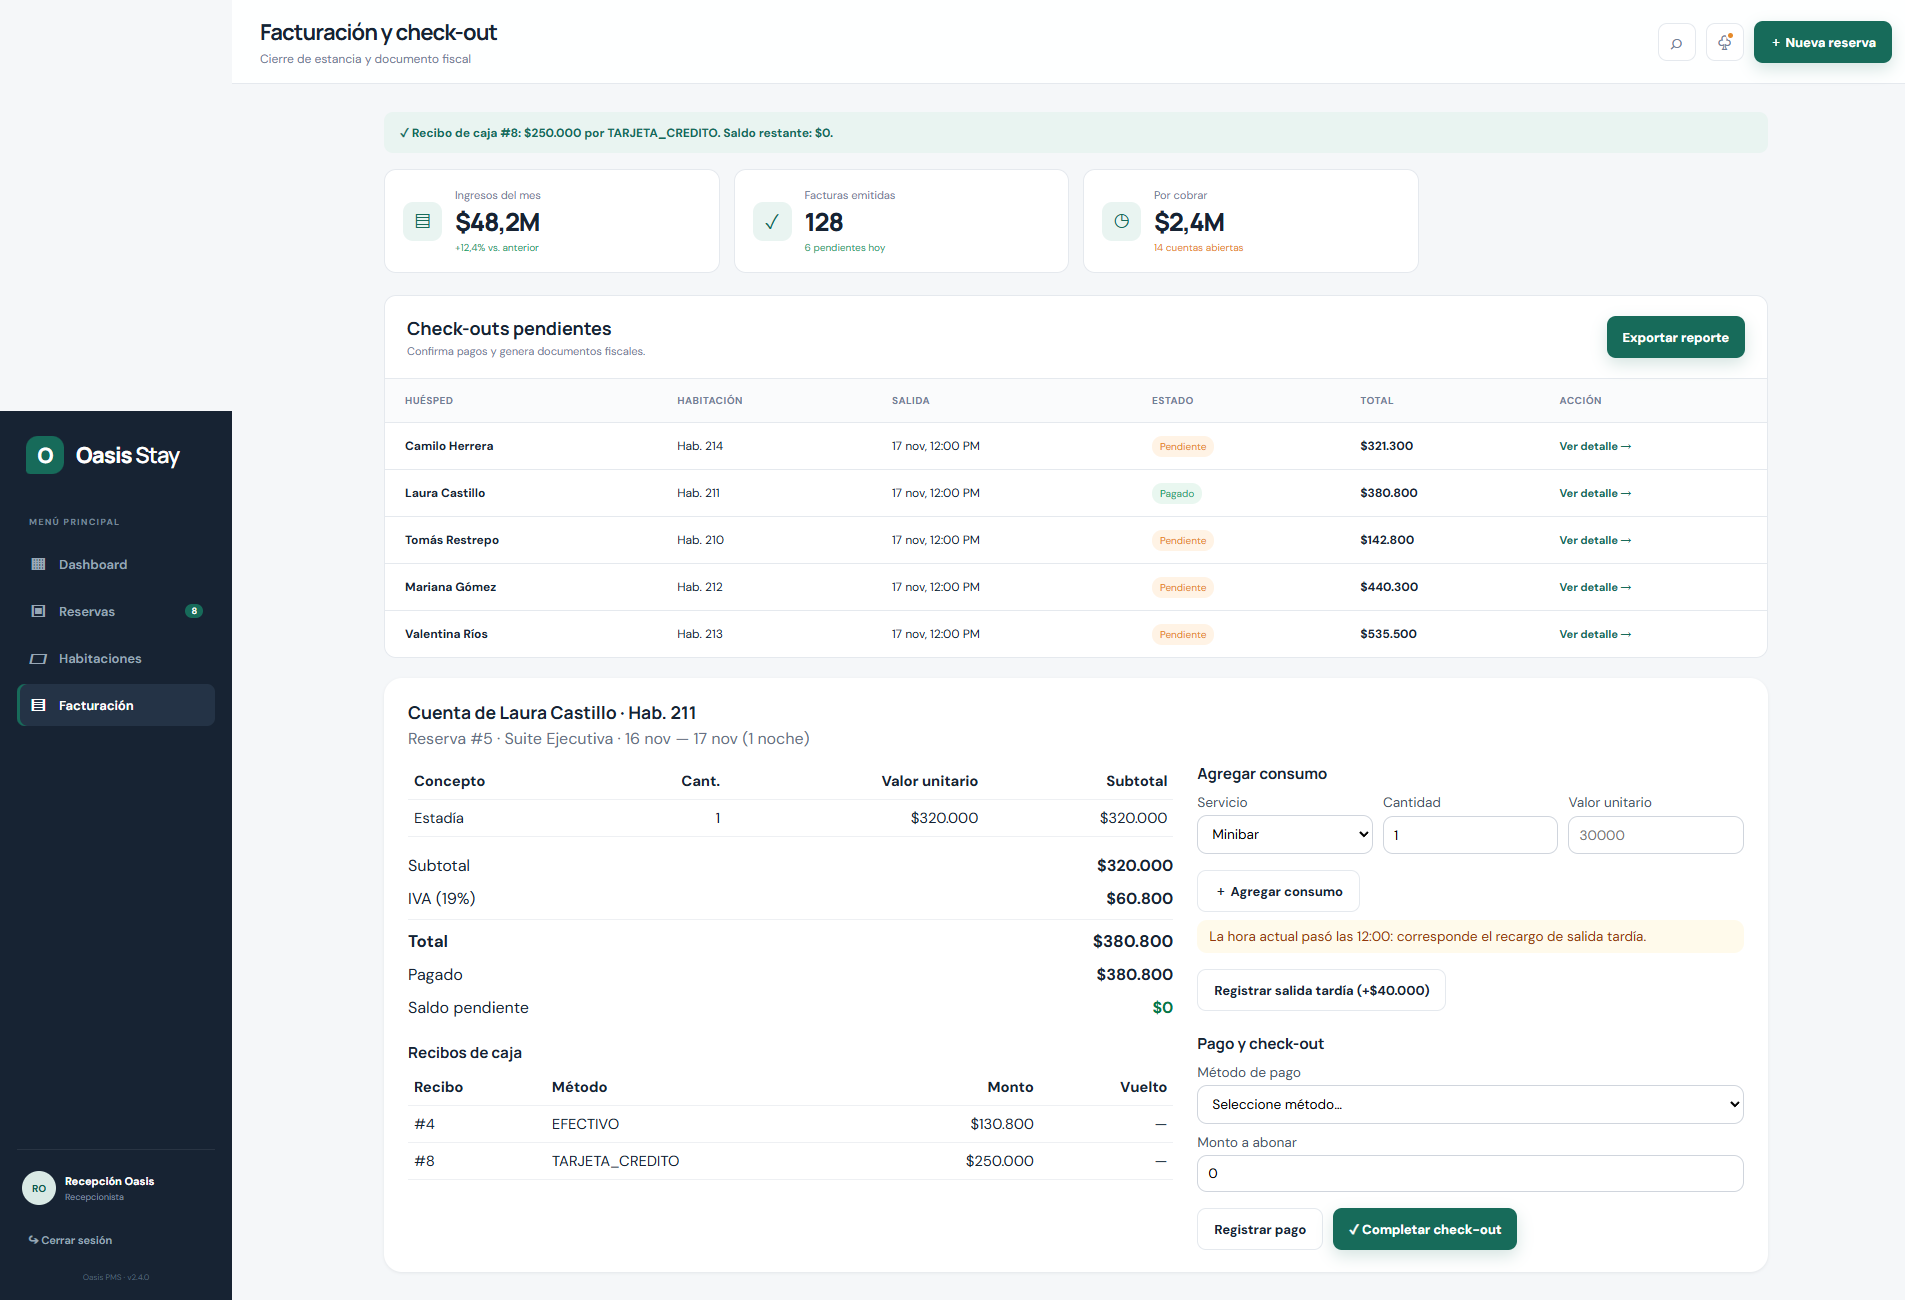 Facturación y check-out
Cierre de estancia y documento fiscal
+ Nueva reserva
✓ Recibo de caja #8: $250.000 por TARJETA_CREDITO. Saldo restante: $0.
Ingresos del mes
$48,2M
+12,4% vs. anterior
Facturas emitidas
128
6 pendientes hoy
Por cobrar
$2,4M
14 cuentas abiertas
Check-outs pendientes
Confirma pagos y genera documentos fiscales.
Exportar reporte
HUÉSPED HABITACIÓN SALIDA ESTADO TOTAL ACCIÓN
Camilo Herrera Hab. 214 17 nov, 12:00 PM Pendiente $321.300 Ver detalle →
Laura Castillo Hab. 211 17 nov, 12:00 PM Pagado $380.800 Ver detalle →
Tomás Restrepo Hab. 210 17 nov, 12:00 PM Pendiente $142.800 Ver detalle →
Mariana Gómez Hab. 212 17 nov, 12:00 PM Pendiente $440.300 Ver detalle →
Valentina Ríos Hab. 213 17 nov, 12:00 PM Pendiente $535.500 Ver detalle →
O Oasis Stay
MENÚ PRINCIPAL
Dashboard
Reservas 8
Habitaciones
Facturación
RO Recepción Oasis
Recepcionista
↪ Cerrar sesión
Oasis PMS · v2.4.0
Cuenta de Laura Castillo · Hab. 211
Reserva #5 · Suite Ejecutiva · 16 nov — 17 nov (1 noche)
Concepto Cant. Valor unitario Subtotal
Estadía 1 $320.000 $320.000
Subtotal $320.000
IVA (19%) $60.800
Total $380.800
Pagado $380.800
Saldo pendiente $0
Recibos de caja
Recibo Método Monto Vuelto
#4 EFECTIVO $130.800 —
#8 TARJETA_CREDITO $250.000 —
Agregar consumo
Servicio Cantidad Valor unitario
Minibar 1 30000
+ Agregar consumo
La hora actual pasó las 12:00: corresponde el recargo de salida tardía.
Registrar salida tardía (+$40.000)
Pago y check-out
Método de pago
Seleccione método...
Monto a abonar
0
Registrar pago ✓ Completar check-out